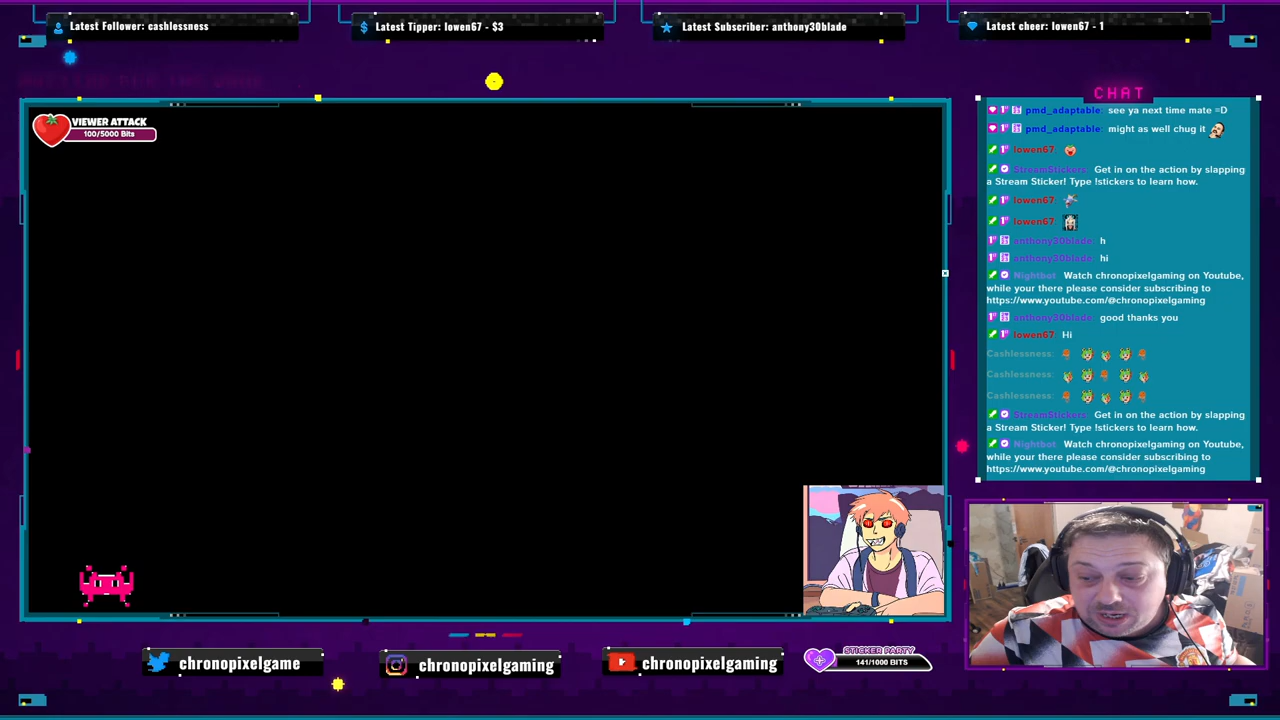 Latest Follower: cashlessness
Latest Tipper: lowen67 - $3
Latest Subscriber: anthony30blade
Latest cheer: lowen67 - 1
VIEWER ATTACK
100/5000 Bits
CHAT
pmd_adaptable: see ya next time mate =D
pmd_adaptable: might as well chug it
lowen67:
StreamStickers: Get in on the action by slapping
a Stream Sticker! Type !stickers to learn how.
lowen67:
lowen67:
anthony30blade: h
anthony30blade: hi
Nightbot: Watch chronopixelgaming on Youtube,
while your there please consider subscribing to
https://www.youtube.com/@chronopixelgaming
anthony30blade: good thanks you
lowen67: Hi
Cashlessness:
Cashlessness:
Cashlessness:
StreamStickers: Get in on the action by slapping
a Stream Sticker! Type !stickers to learn how.
Nightbot: Watch chronopixelgaming on Youtube,
while your there please consider subscribing to
https://www.youtube.com/@chronopixelgaming
chronopixelgame
chronopixelgaming
chronopixelgaming
STICKER PARTY
141/1000 BITS